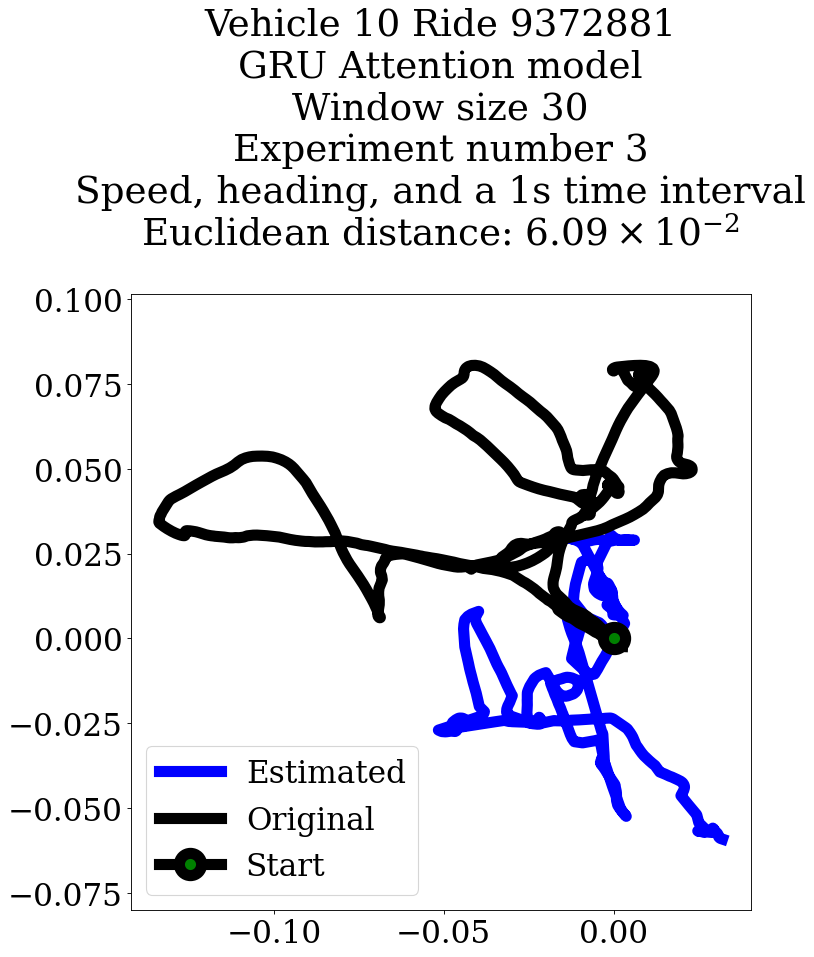 Vehicle 10 Ride 9372881
GRU Attention model
Window size 30
Experiment number 3
Speed, heading, and a 1s time interval
Euclidean distance: 6.09 × 10⁻²
0.100
0.075
0.050
0.025
0.000
−0.025
−0.050
−0.075
Estimated
Original
Start
−0.10
−0.05
0.00